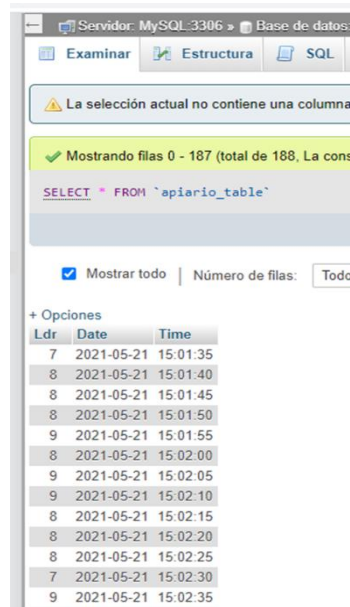 ← Servidor: MySQL:3306 » Base de datos:
Examinar Estructura SQL
La selección actual no contiene una columna
Mostrando filas 0 - 187 (total de 188, La cons
SELECT * FROM `apiario_table`
Mostrar todo | Número de filas: Todo
+ Opciones
Ldr Date Time
7 2021-05-21 15:01:35
8 2021-05-21 15:01:40
8 2021-05-21 15:01:45
8 2021-05-21 15:01:50
9 2021-05-21 15:01:55
8 2021-05-21 15:02:00
9 2021-05-21 15:02:05
9 2021-05-21 15:02:10
8 2021-05-21 15:02:15
8 2021-05-21 15:02:20
8 2021-05-21 15:02:25
7 2021-05-21 15:02:30
9 2021-05-21 15:02:35